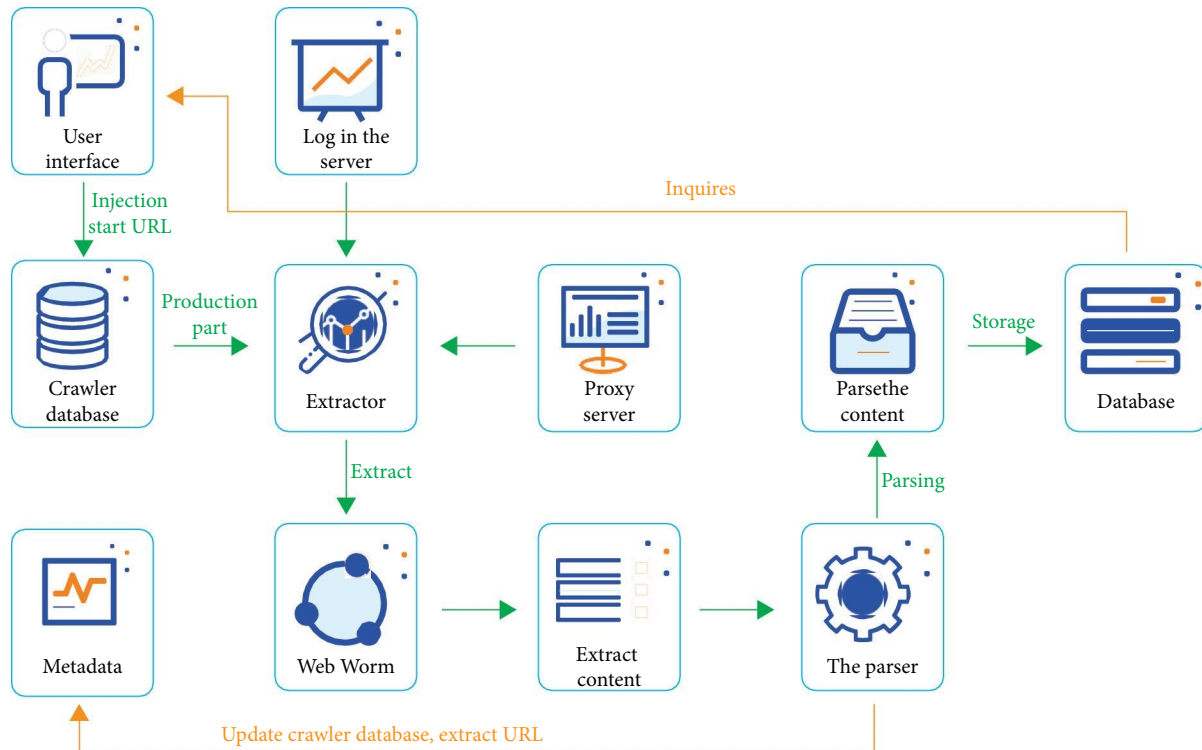 User
interface
Log in the
server
Inquires
Injection
start URL
Crawler
database
Production
part
Extractor
Proxy
server
Parsethe
content
Storage
Database
Extract
Parsing
Metadata
Web Worm
Extract
content
The parser
Update crawler database, extract URL